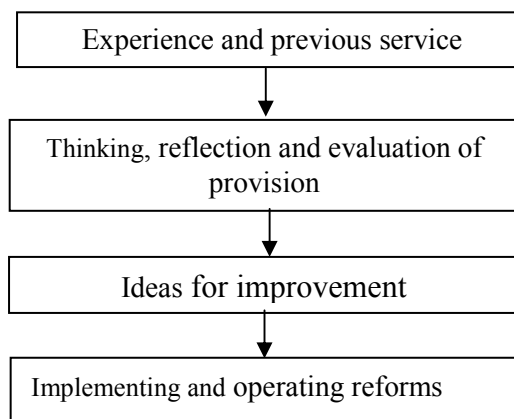 Experience and previous service
Thinking, reflection and evaluation of
provision
Ideas for improvement
Implementing and operating reforms